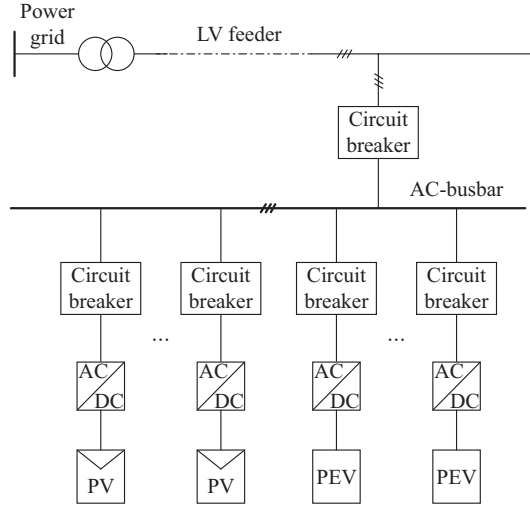 Power
grid
LV feeder
Circuit
breaker
AC-busbar
Circuit
breaker
Circuit
breaker
Circuit
breaker
Circuit
breaker
...
...
AC
DC
AC
DC
AC
DC
AC
DC
PV
PV
PEV
PEV